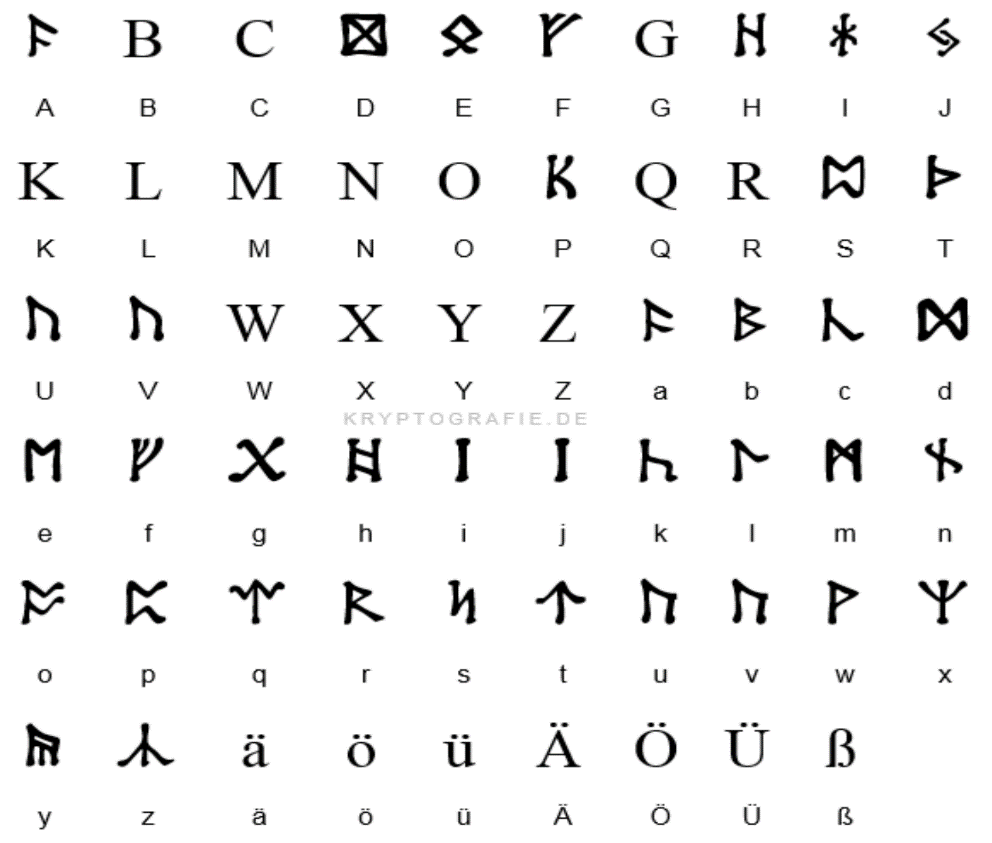 ᚨ B C ᛟ ᚠ G ᚺ ᛡ
A B C D E F G H I J
K L M N O Q R ᚦ
K L M N O P Q R S T
ᚢ ᚢ W X Y Z ᚨ ᛒ ᛞ
U V W X Y Z a b c d
KRYPTOGRAFIE.DE
ᛖ ᚠ ᚷ ᚻ ᛁ ᛁ ᛚ ᛗ ᚾ
e f g h i j k l m n
ᚩ ᛈ ᚱ ᛋ ᛏ ᚢ ᚢ ᚹ ᛉ
o p q r s t u v w x
ᛦ ä ö ü Ä Ö Ü ß
y z ä ö ü Ä Ö Ü ß